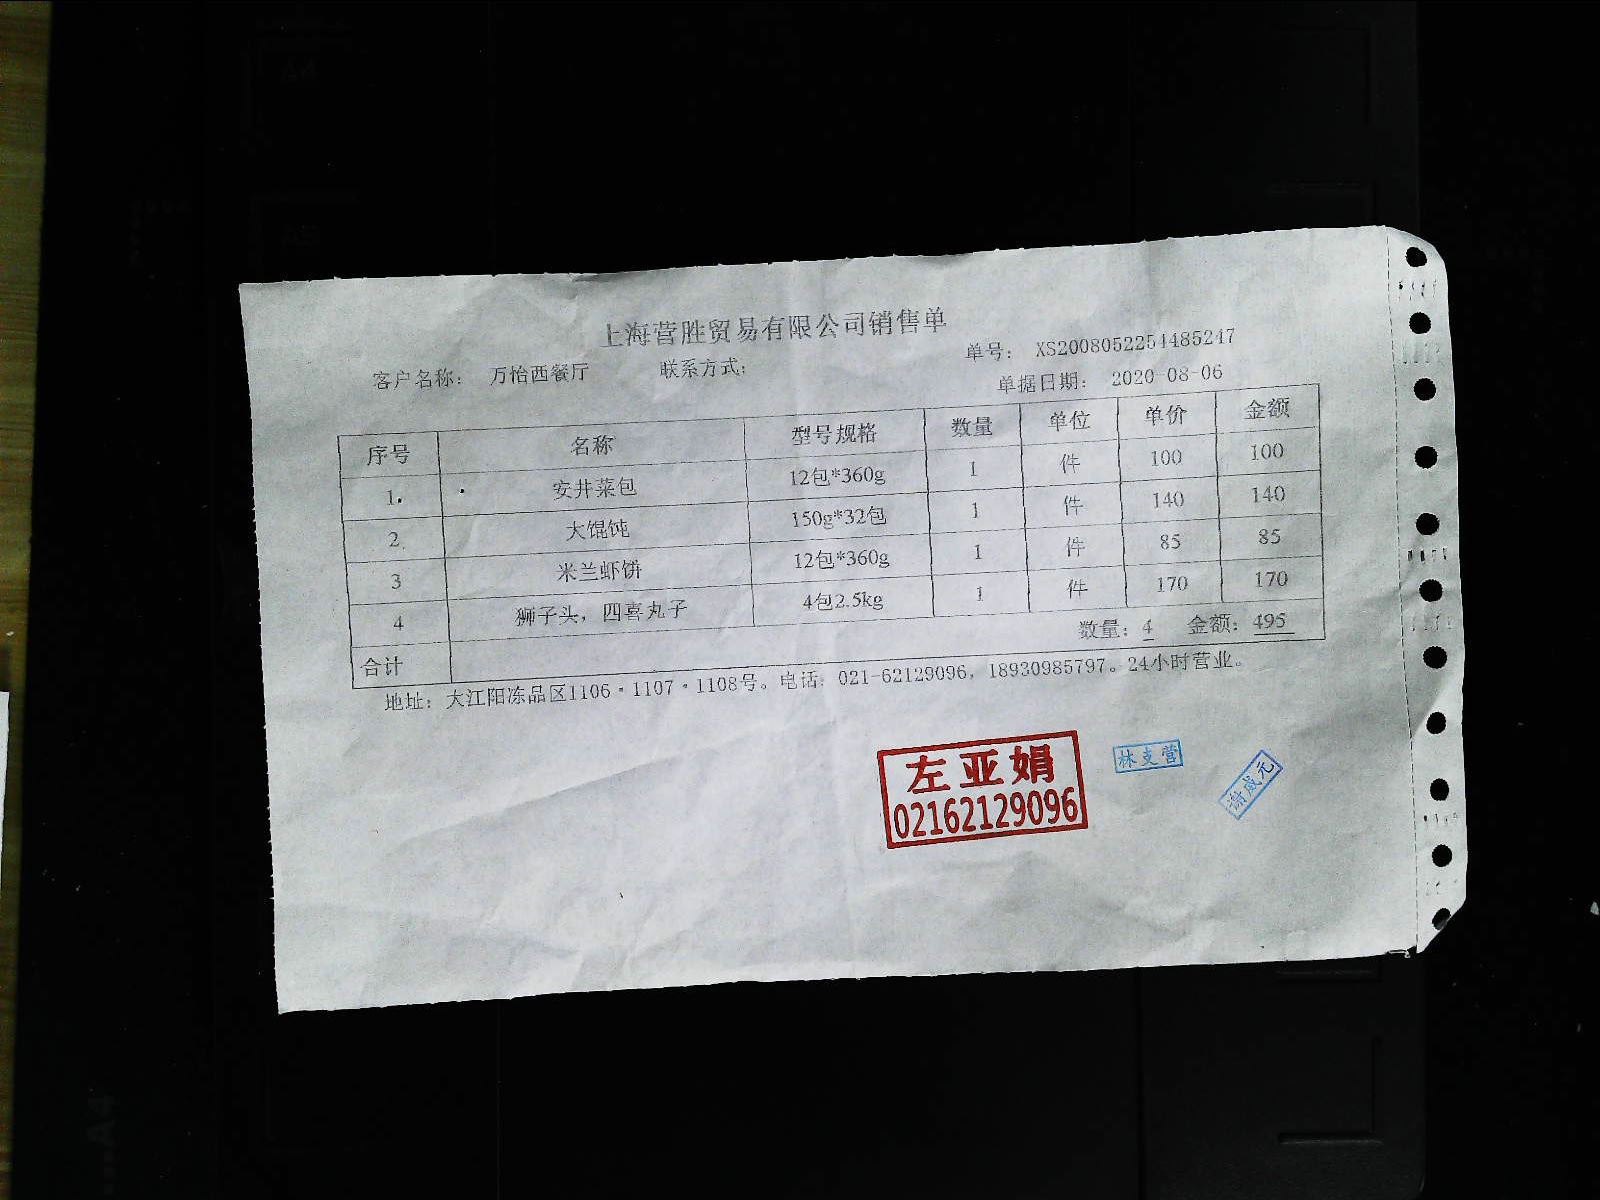 上海营胜贸易有限公司销售单
单号： XS2008052254485247
客户名称： 万怡西餐厅 联系方式：
单据日期： 2020-08-06
序号 名称 型号规格 数量 单位 单价 金额
1 安井菜包 12包*360g 1 件 100 100
2 大馄饨 150g*32包 1 件 140 140
3 米兰虾饼 12包*360g 1 件 85 85
4 狮子头，四喜丸子 4包2.5kg 1 件 170 170
合计 数量：4 金额：495
地址：大江阳冻品区1106·1107·1108号。电话：021-62129096，18930985797。24小时营业。
左亚娟
02162129096
林支营
谢成元